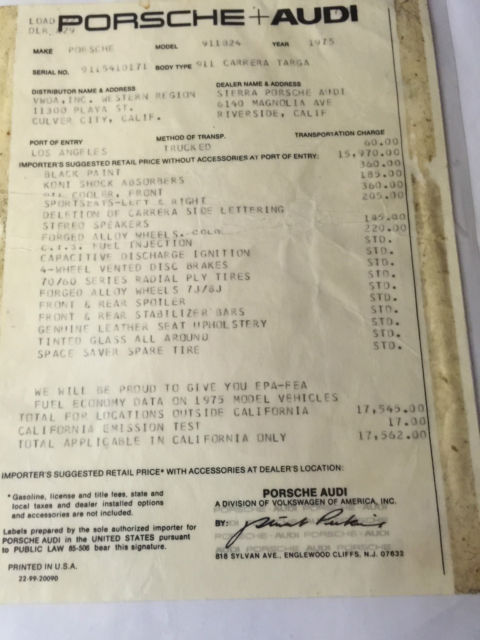 LOAD PORSCHE+AUDI
DLR 429
MAKE PORSCHE MODEL 911824 YEAR 1975
SERIAL NO. 9115410171 BODY TYPE 911 CARRERA TARGA
DISTRIBUTOR NAME & ADDRESS DEALER NAME & ADDRESS
VWOA,INC. WESTERN REGION SIERRA PORSCHE AUDI
11300 PLAYA ST. 6140 MAGNOLIA AVE
CULVER CITY, CALIF. RIVERSIDE, CALIF
PORT OF ENTRY METHOD OF TRANSP. TRANSPORTATION CHARGE
LOS ANGELES TRUCKED 60.00
IMPORTER'S SUGGESTED RETAIL PRICE WITHOUT ACCESSORIES AT PORT OF ENTRY: 15,970.00
BLACK PAINT 360.00
KONI SHOCK ABSORBERS 185.00
OIL COOLER, FRONT 360.00
SPORTSEATS-LEFT & RIGHT 205.00
DELETION OF CARRERA SIDE LETTERING
STEREO SPEAKERS 185.00
FORGED ALLOY WHEELS, COLO 220.00
C.I.S. FUEL INJECTION STD.
CAPACITIVE DISCHARGE IGNITION STD.
4-WHEEL VENTED DISC BRAKES STD.
70/60 SERIES RADIAL PLY TIRES STD.
FORGED ALLOY WHEELS 7J/8J STD.
FRONT & REAR SPOILER STD.
FRONT & REAR STABILIZER BARS STD.
GENUINE LEATHER SEAT UPHOLSTERY STD.
TINTED GLASS ALL AROUND STD.
SPACE SAVER SPARE TIRE STD.
WE WILL BE PROUD TO GIVE YOU EPA-FEA
FUEL ECONOMY DATA ON 1975 MODEL VEHICLES
TOTAL FOR LOCATIONS OUTSIDE CALIFORNIA 17,545.00
CALIFORNIA EMISSION TEST 17.00
TOTAL APPLICABLE IN CALIFORNIA ONLY 17,562.00
IMPORTER'S SUGGESTED RETAIL PRICE* WITH ACCESSORIES AT DEALER'S LOCATION:
* Gasoline, license and title fees, state and
local taxes and dealer installed options
and accessories are not included.
Labels prepared by the sole authorized importer for
PORSCHE AUDI in the UNITED STATES pursuant
to PUBLIC LAW 85-506 bear this signature.
PRINTED IN U.S.A.
22-99-20090
PORSCHE AUDI
A DIVISION OF VOLKSWAGEN OF AMERICA, INC.
BY:
818 SYLVAN AVE., ENGLEWOOD CLIFFS, N.J. 07632